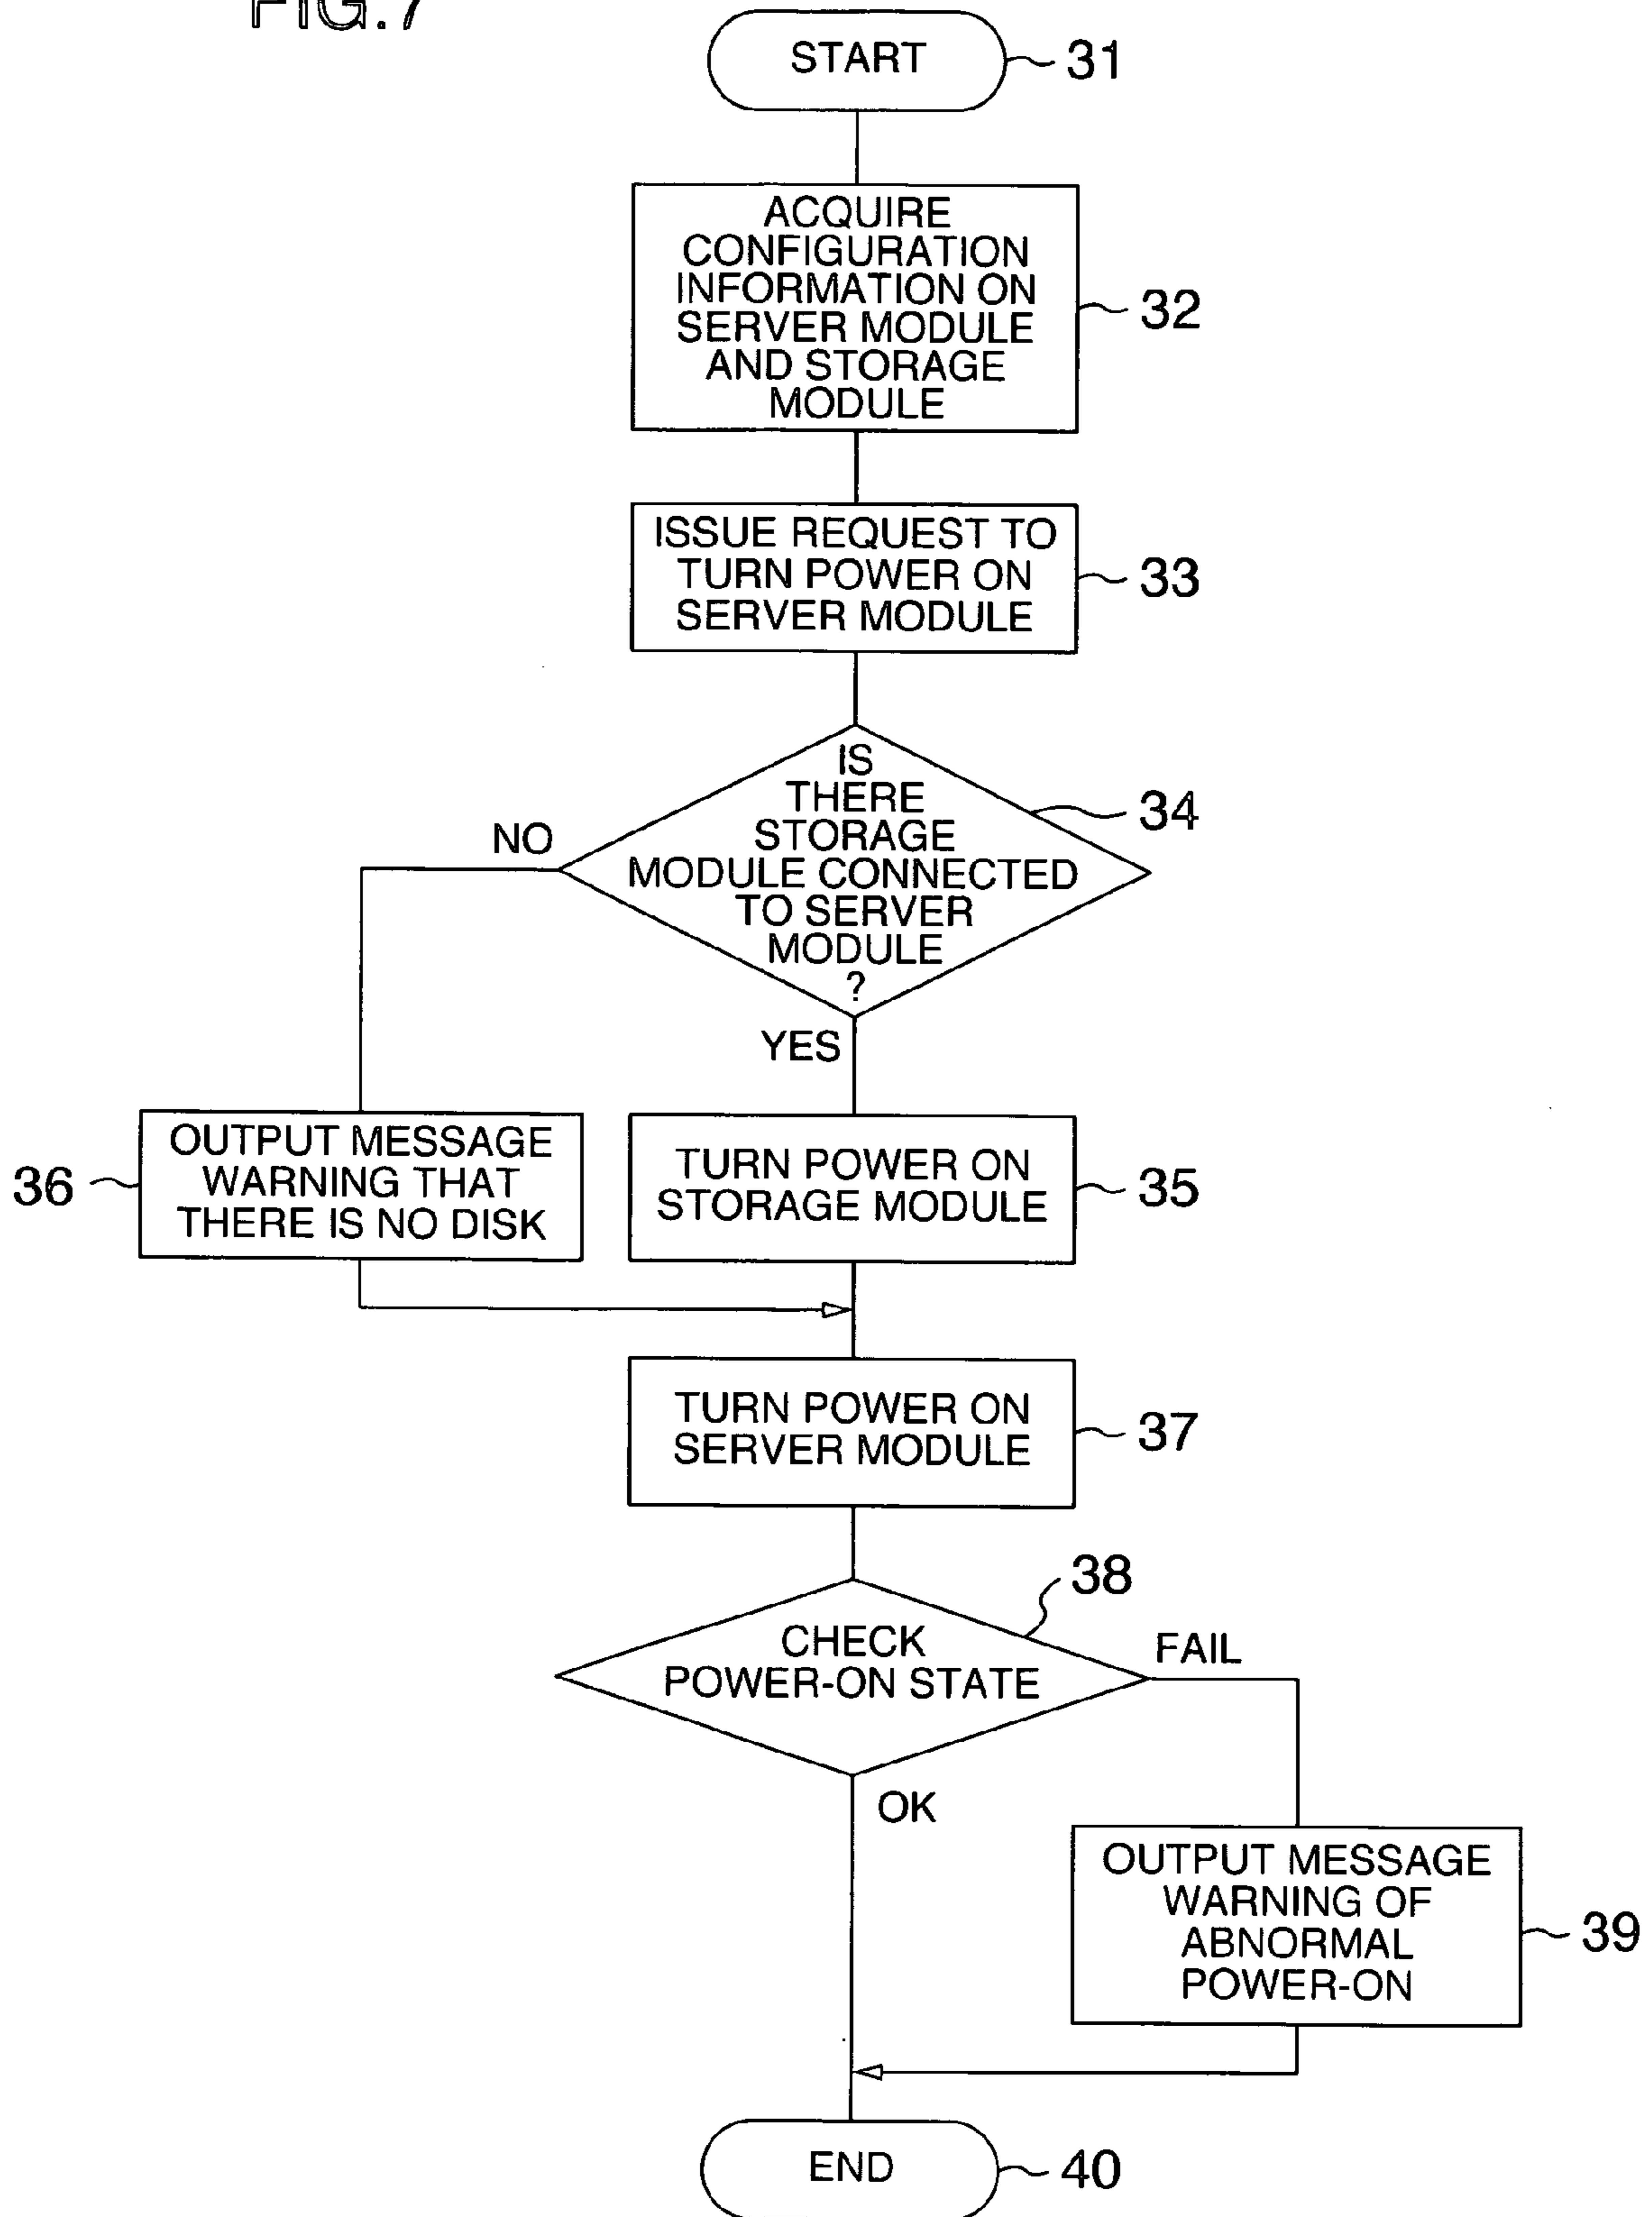 FIG.7
START
31
ACQUIRE
CONFIGURATION
INFORMATION ON
SERVER MODULE
AND STORAGE
MODULE
32
ISSUE REQUEST TO
TURN POWER ON
SERVER MODULE
33
IS
THERE
STORAGE
MODULE CONNECTED
TO SERVER
MODULE
?
34
NO
YES
OUTPUT MESSAGE
WARNING THAT
THERE IS NO DISK
36
TURN POWER ON
STORAGE MODULE
35
TURN POWER ON
SERVER MODULE
37
CHECK
POWER-ON STATE
38
FAIL
OK
OUTPUT MESSAGE
WARNING OF
ABNORMAL
POWER-ON
39
END
40